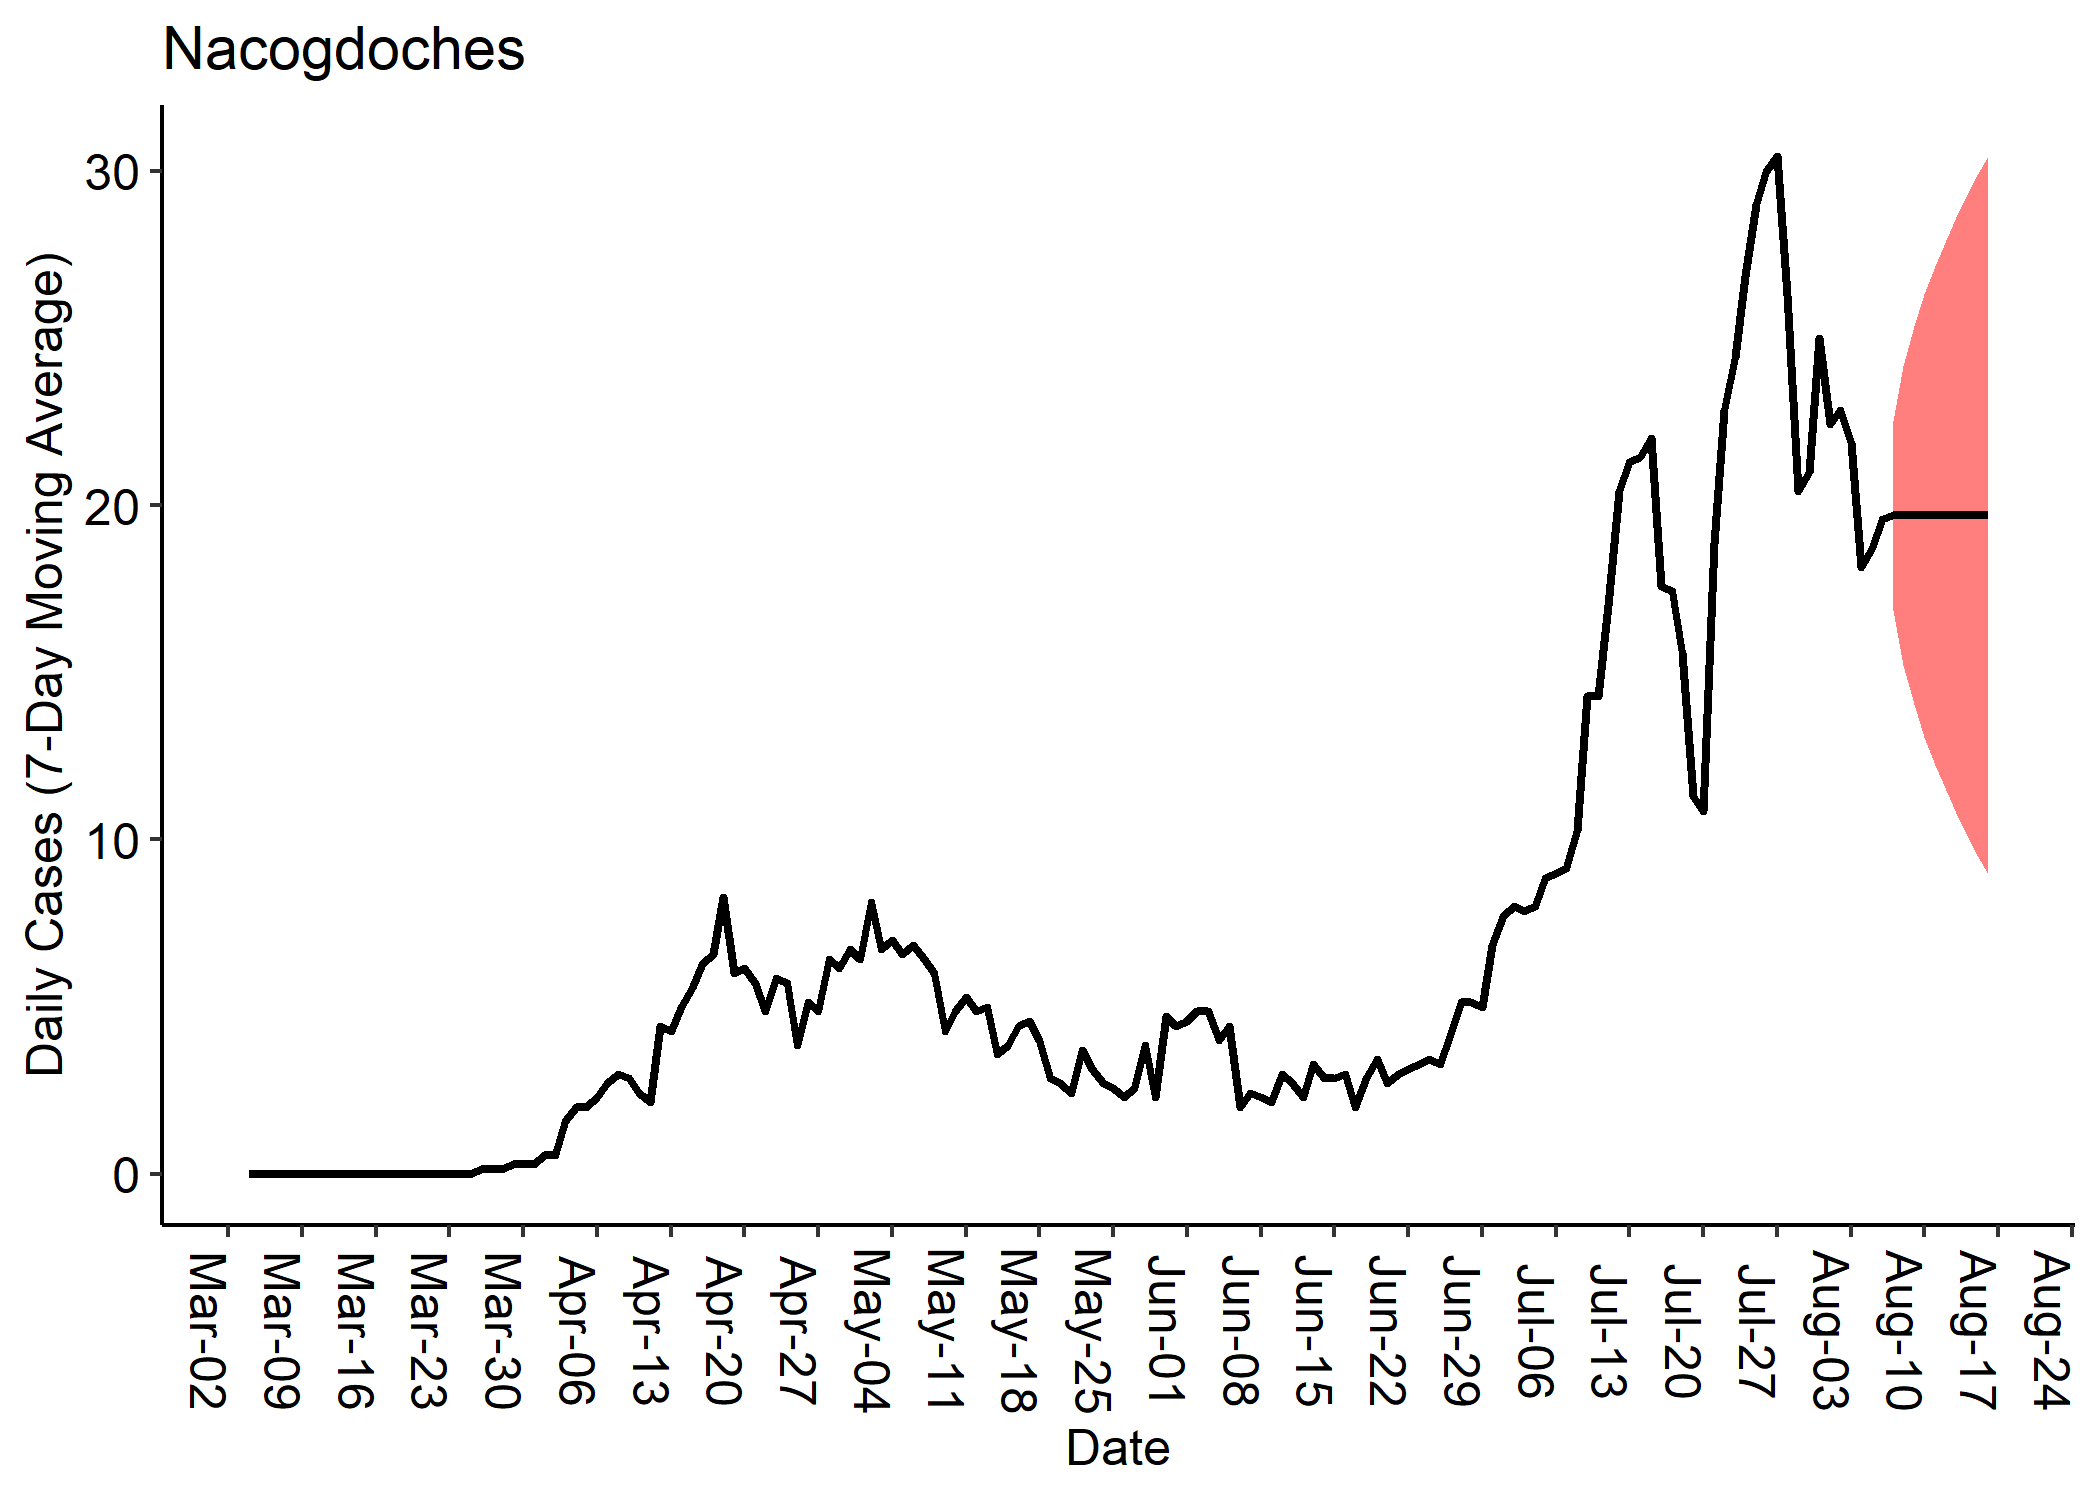 Nacogdoches
Daily Cases (7-Day Moving Average)
30
20
10
0
Mar-02
Mar-09
Mar-16
Mar-23
Mar-30
Apr-06
Apr-13
Apr-20
Apr-27
May-04
May-11
May-18
May-25
Jun-01
Jun-08
Jun-15
Jun-22
Jun-29
Jul-06
Jul-13
Jul-20
Jul-27
Aug-03
Aug-10
Aug-17
Aug-24
Date